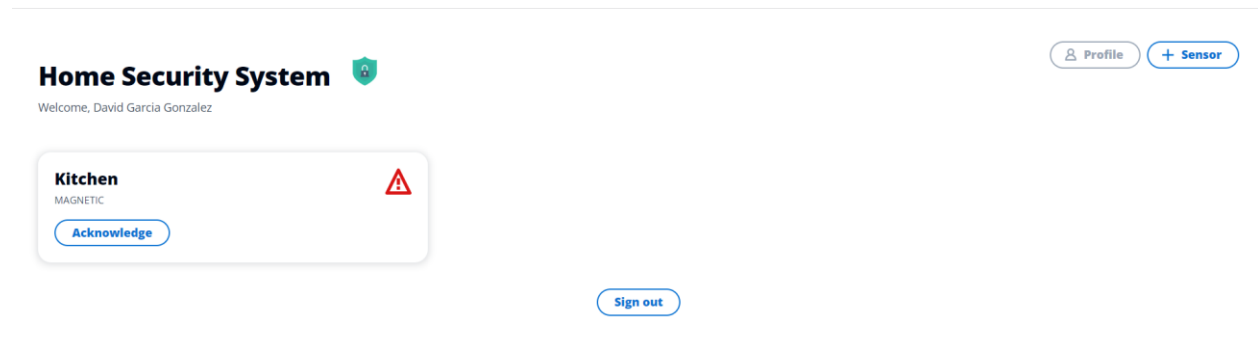 Home Security System
Welcome, David Garcia Gonzalez
Profile
+ Sensor
Kitchen
MAGNETIC
Acknowledge
Sign out